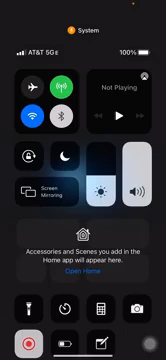 System
AT&T 5G E
100%
Not Playing
Screen
Mirroring
Accessories and Scenes you add in the
Home app will appear here.
Open Home